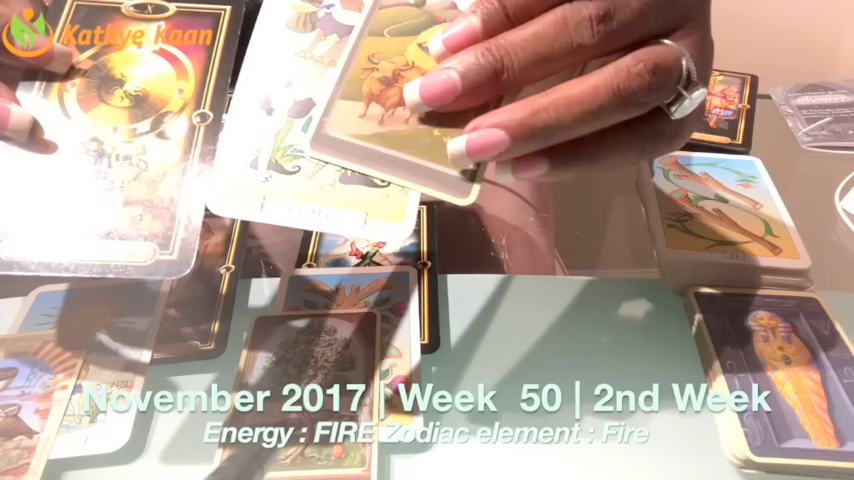 Kathye Kaan
X
November 2017 | Week 50 | 2nd Week
Energy : FIRE Zodiac element : Fire